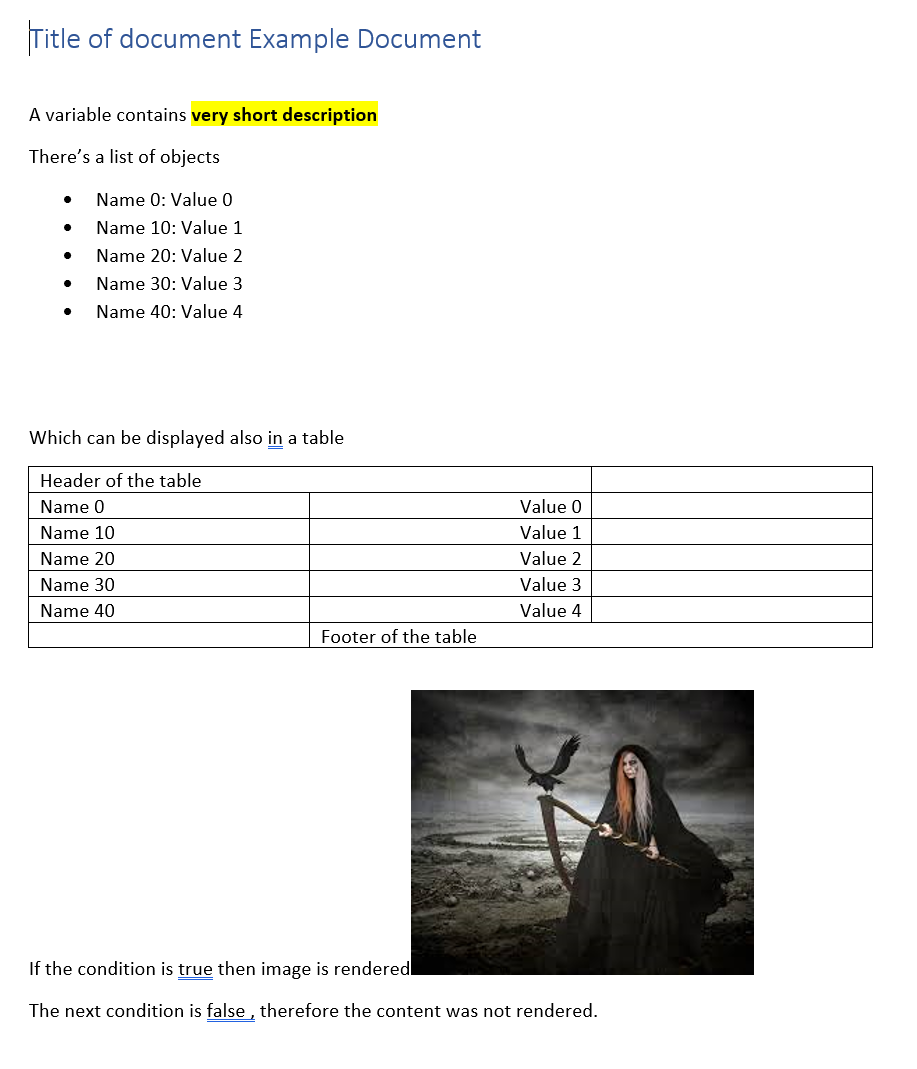 Title of document Example Document
A variable contains very short description
There’s a list of objects
• Name 0: Value 0
• Name 10: Value 1
• Name 20: Value 2
• Name 30: Value 3
• Name 40: Value 4
Which can be displayed also in a table
Header of the table
Name 0 Value 0
Name 10 Value 1
Name 20 Value 2
Name 30 Value 3
Name 40 Value 4
Footer of the table
If the condition is true then image is rendered
The next condition is false , therefore the content was not rendered.